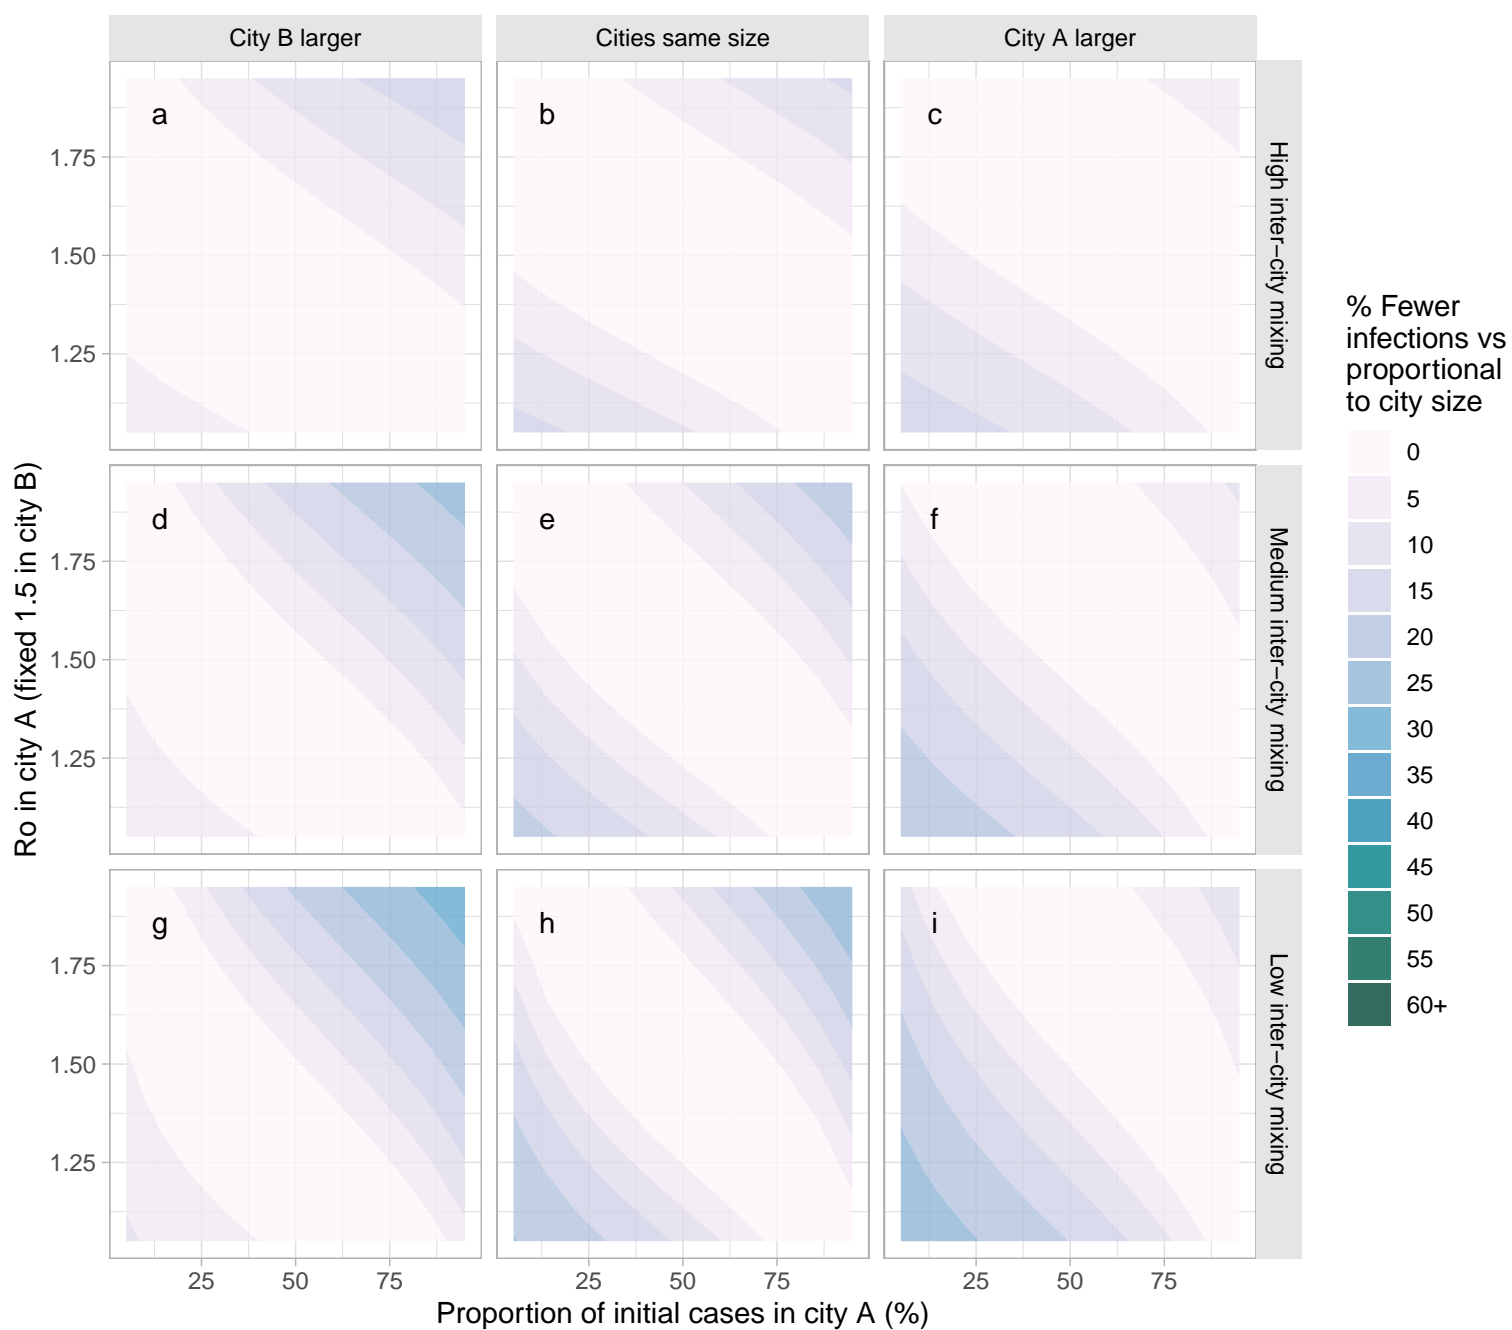 City B larger
Cities same size
City A larger
a
b
c
1.75
1.50
1.25
High inter−city mixing
d
e
f
1.75
1.50
1.25
Medium inter−city mixing
g
h
i
1.75
1.50
1.25
Low inter−city mixing
Ro in city A (fixed 1.5 in city B)
25
50
75
25
50
75
25
50
75
Proportion of initial cases in city A (%)
% Fewer
infections vs
proportional
to city size
0
5
10
15
20
25
30
35
40
45
50
55
60+